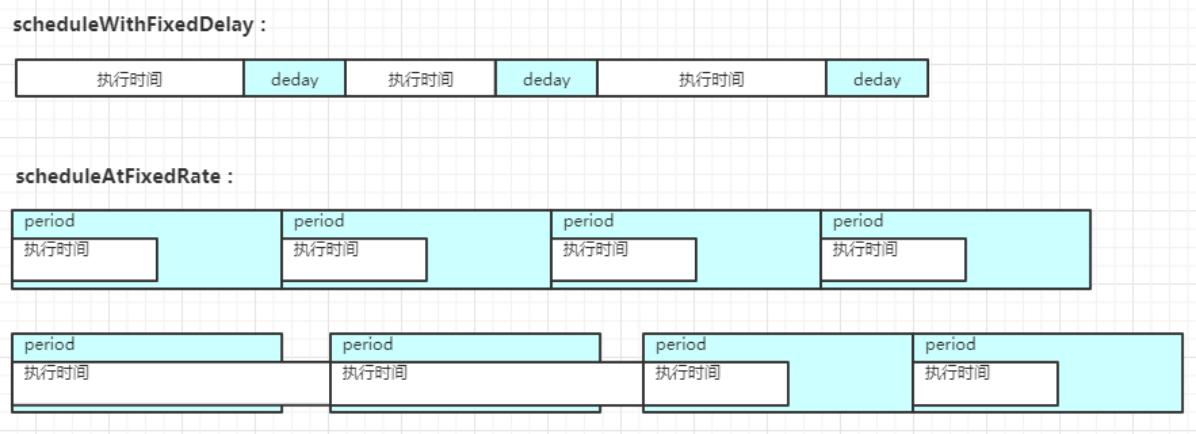 scheduleWithFixedDelay：
执行时间 deday 执行时间 deday 执行时间 deday
scheduleAtFixedRate：
period period period period
执行时间 执行时间 执行时间 执行时间
period period period period
执行时间 执行时间 执行时间 执行时间